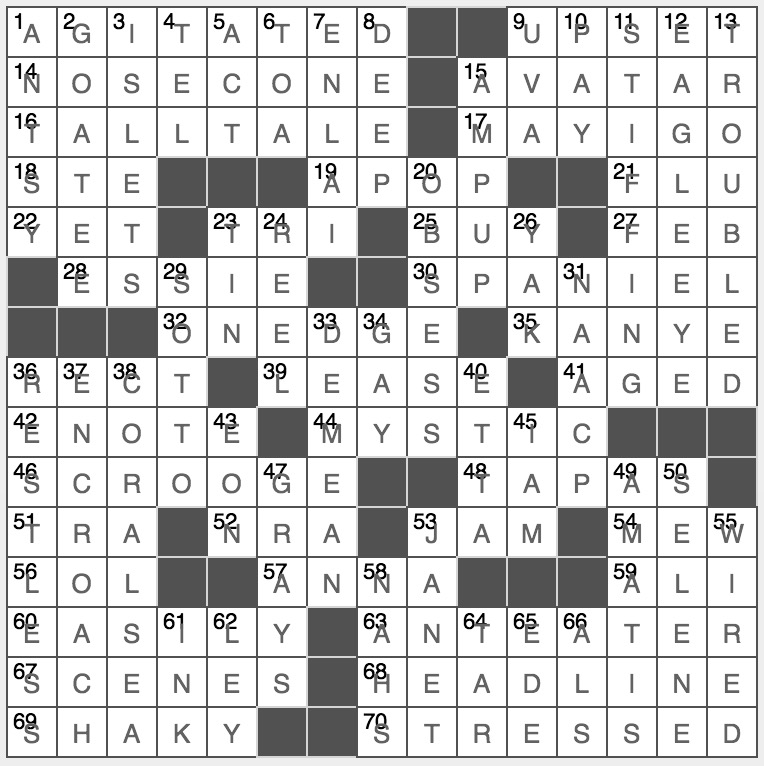 1 A 2 G 3 I 4 T 5 A 6 T 7 E 8 D 9 U 10 P 11 S 12 E 13 T
14 N O S E C O N E 15 A V A T A R
16 T A L L T A L E 17 M A Y I G O
18 S T E 19 A P 20 O P 21 F L U
22 Y E T 23 T 24 R I 25 B U 26 Y 27 F E B
28 E S 29 S I E 30 S P A 31 N I E L
32 O N E 33 D 34 G E 35 K A N Y E
36 R 37 E 38 C T 39 L E A S 40 E 41 A G E D
42 E N O T 43 E 44 M Y S T 45 I C
46 S C R O O 47 G E 48 T A P 49 A 50 S
51 T R A 52 N R A 53 J A M 54 M E 55 W
56 L O L 57 A N 58 N A 59 A L I
60 E A S 61 I 62 L Y 63 A N 64 T 65 E 66 A T E R
67 S C E N E S 68 H E A D L I N E
69 S H A K Y 70 S T R E S S E D